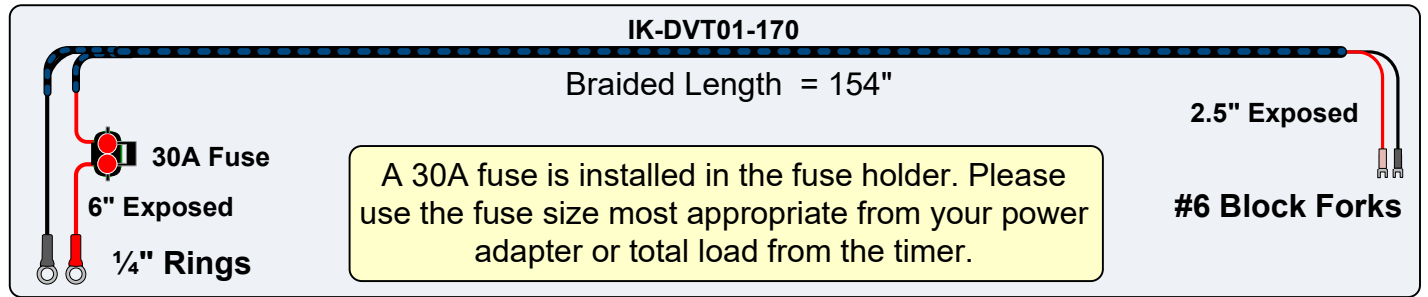 IK-DVT01-170
Braided Length = 154"
2.5" Exposed
30A Fuse
A 30A fuse is installed in the fuse holder. Please
use the fuse size most appropriate from your power
adapter or total load from the timer.
6" Exposed
#6 Block Forks
¼" Rings